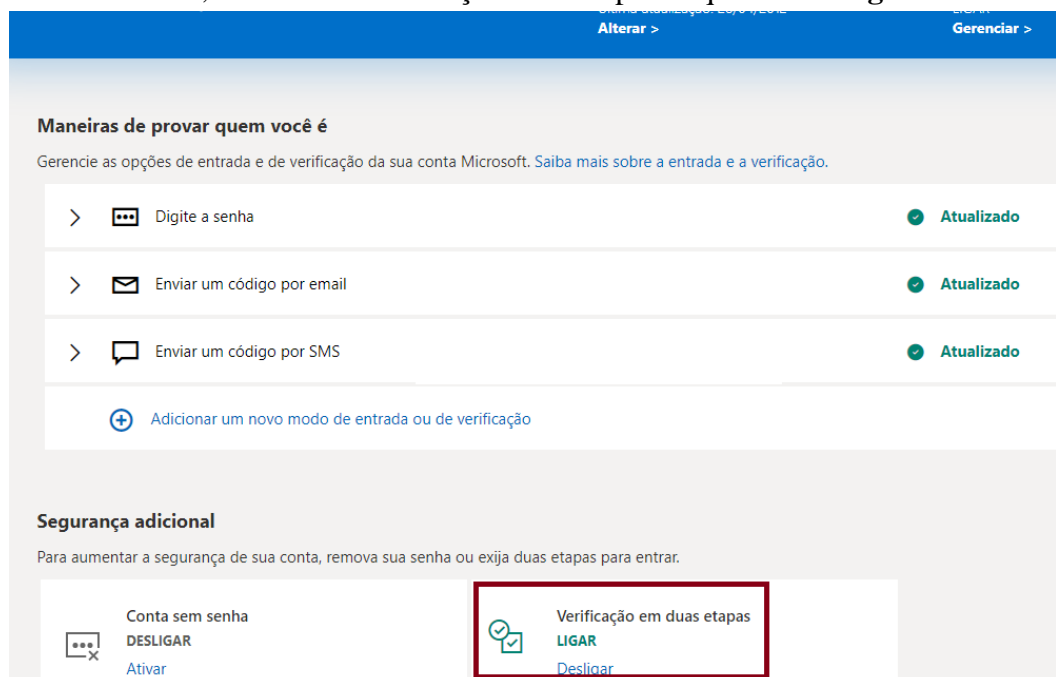 Alterar >
Gerenciar >
Maneiras de provar quem você é
Gerencie as opções de entrada e de verificação da sua conta Microsoft. Saiba mais sobre a entrada e a verificação.
Digite a senha
Atualizado
Enviar um código por email
Atualizado
Enviar um código por SMS
Atualizado
Adicionar um novo modo de entrada ou de verificação
Segurança adicional
Para aumentar a segurança de sua conta, remova sua senha ou exija duas etapas para entrar.
Conta sem senha
DESLIGAR
Ativar
Verificação em duas etapas
LIGAR
Desligar